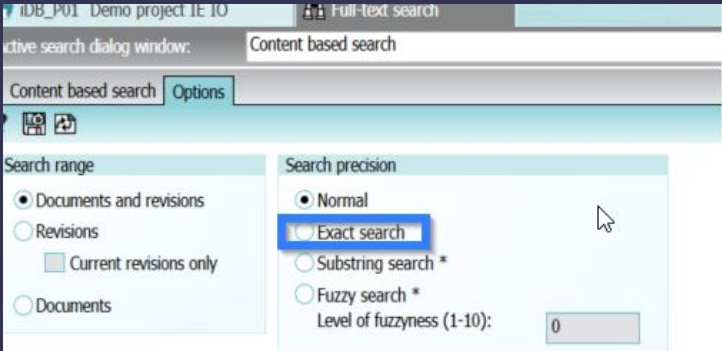 iDB_P01 Demo project IE IO
Full-text search
ctive search dialog window:
Content based search
Content based search
Options
Search range
Search precision
Documents and revisions
Normal
Revisions
Exact search
Current revisions only
Substring search *
Documents
Fuzzy search *
Level of fuzzyness (1-10):
0